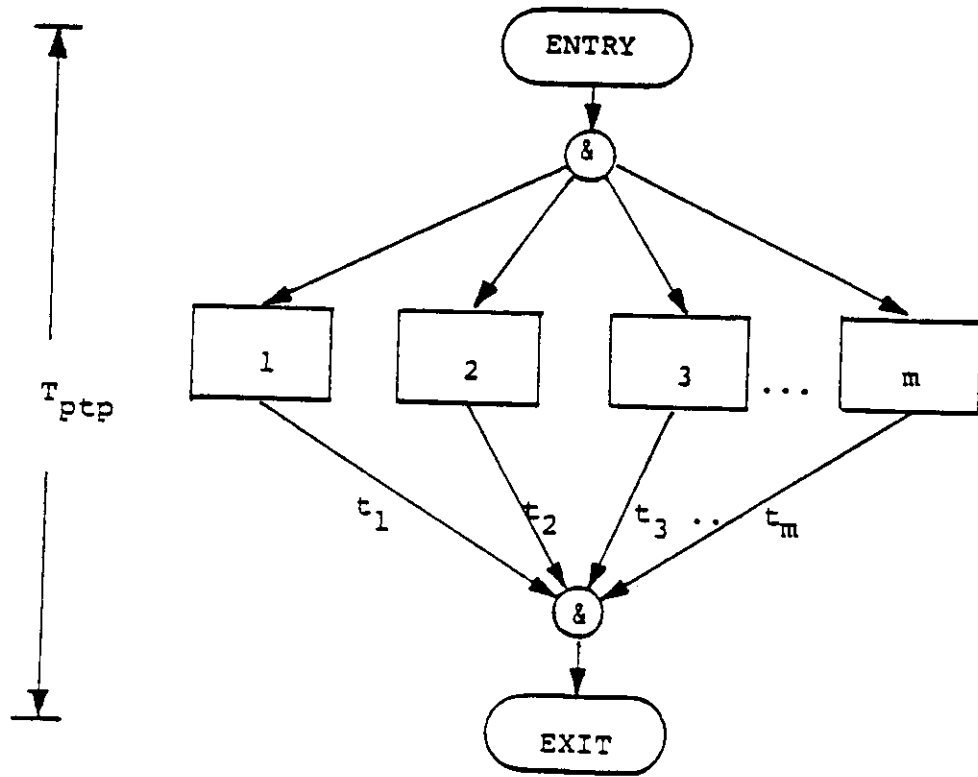 ENTRY
&
1 2 3 ... m
T_ptp
t_1 t_2 t_3 .. t_m
&
EXIT